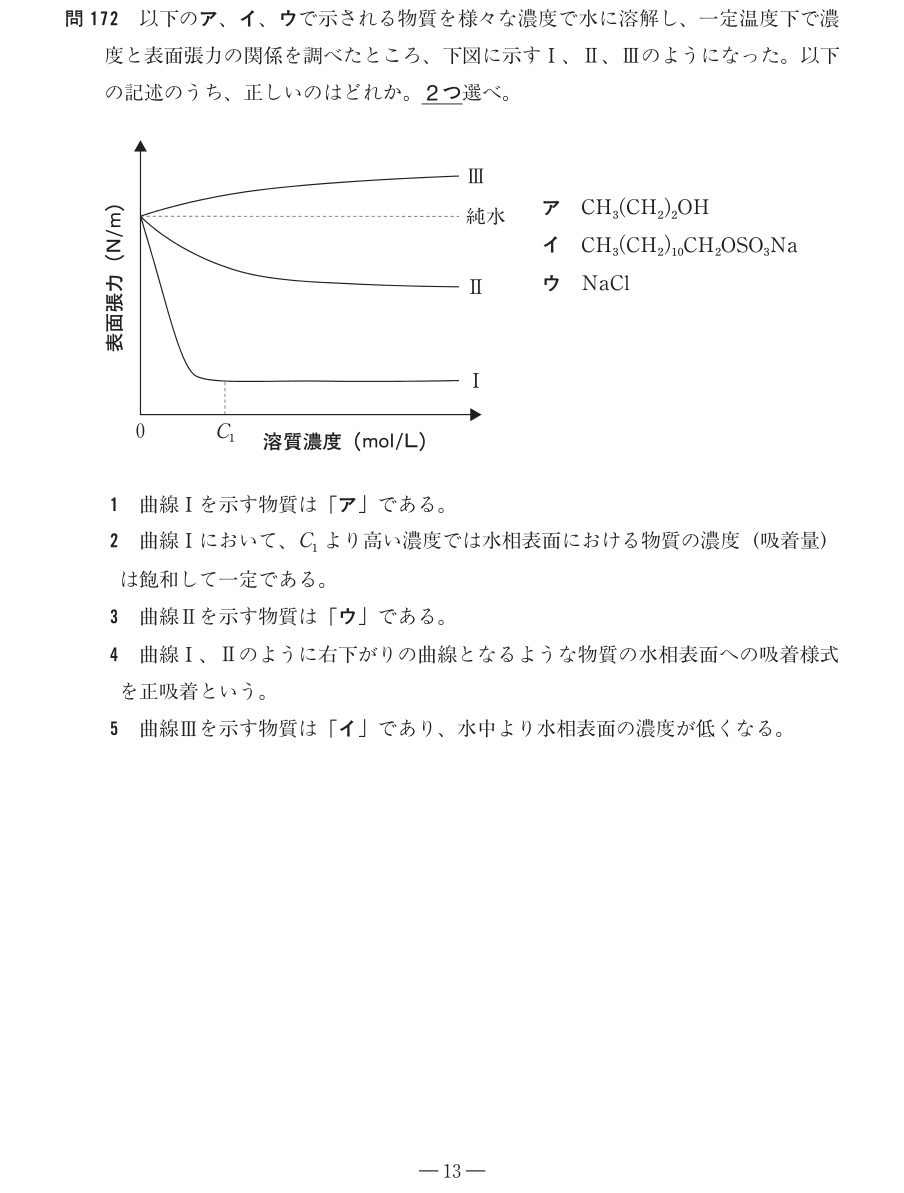 問 172　以下のア、イ、ウで示される物質を様々な濃度で水に溶解し、一定温度下で濃
度と表面張力の関係を調べたところ、下図に示すⅠ、Ⅱ、Ⅲのようになった。以下
の記述のうち、正しいのはどれか。２つ選べ。
Ⅲ
純水
Ⅱ
Ⅰ
表面張力（N/m）
0
C₁
溶質濃度（mol/L）
ア　CH₃(CH₂)₂OH
イ　CH₃(CH₂)₁₀CH₂OSO₃Na
ウ　NaCl
1　曲線Ⅰを示す物質は「ア」である。
2　曲線Ⅰにおいて、C₁ より高い濃度では水相表面における物質の濃度（吸着量）
は飽和して一定である。
3　曲線Ⅱを示す物質は「ウ」である。
4　曲線Ⅰ、Ⅱのように右下がりの曲線となるような物質の水相表面への吸着様式
を正吸着という。
5　曲線Ⅲを示す物質は「イ」であり、水中より水相表面の濃度が低くなる。
— 13 —